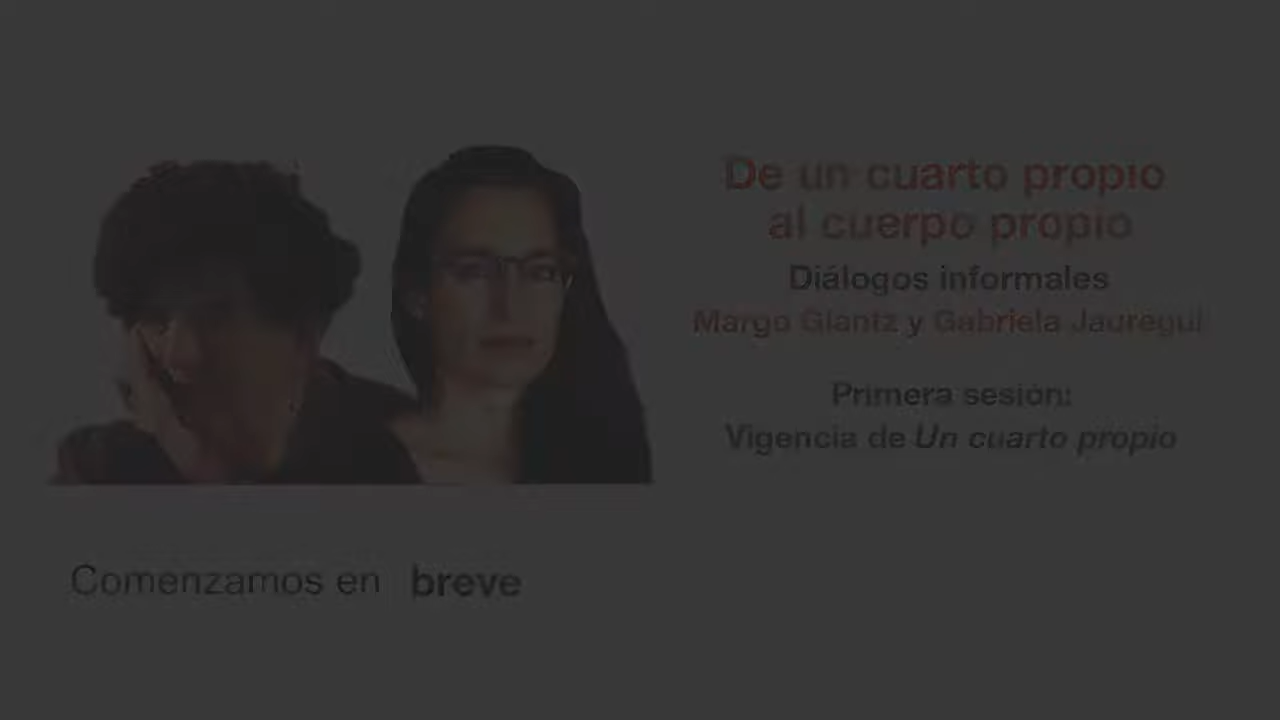 De un cuarto propio
al cuerpo propio
Diálogos informales
Margo Glantz y Gabriela Jauregui
Primera sesión:
Vigencia de Un cuarto propio
Comenzamos en breve